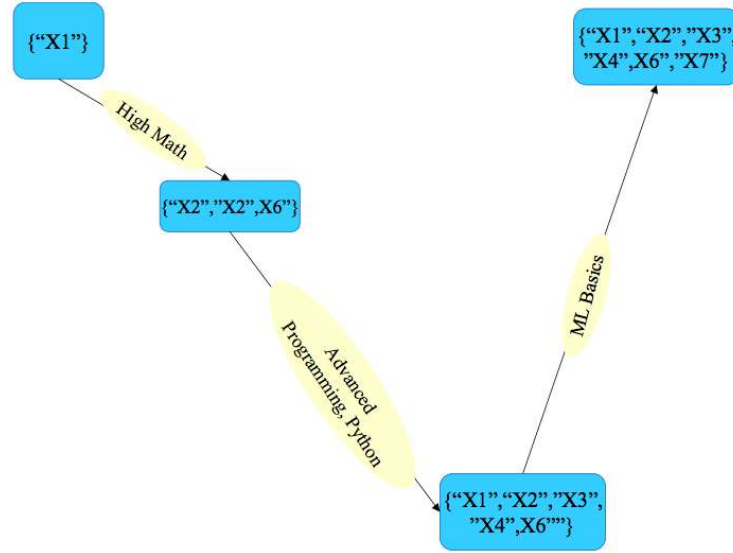 {“X1”}
High Math
{“X2”,”X2”,X6”}
Advanced
Programming, Python
{“X1”,“X2”,”X3”,
”X4”,X6””}
ML Basics
{“X1”,“X2”,”X3”,
”X4”,X6”,”X7”}